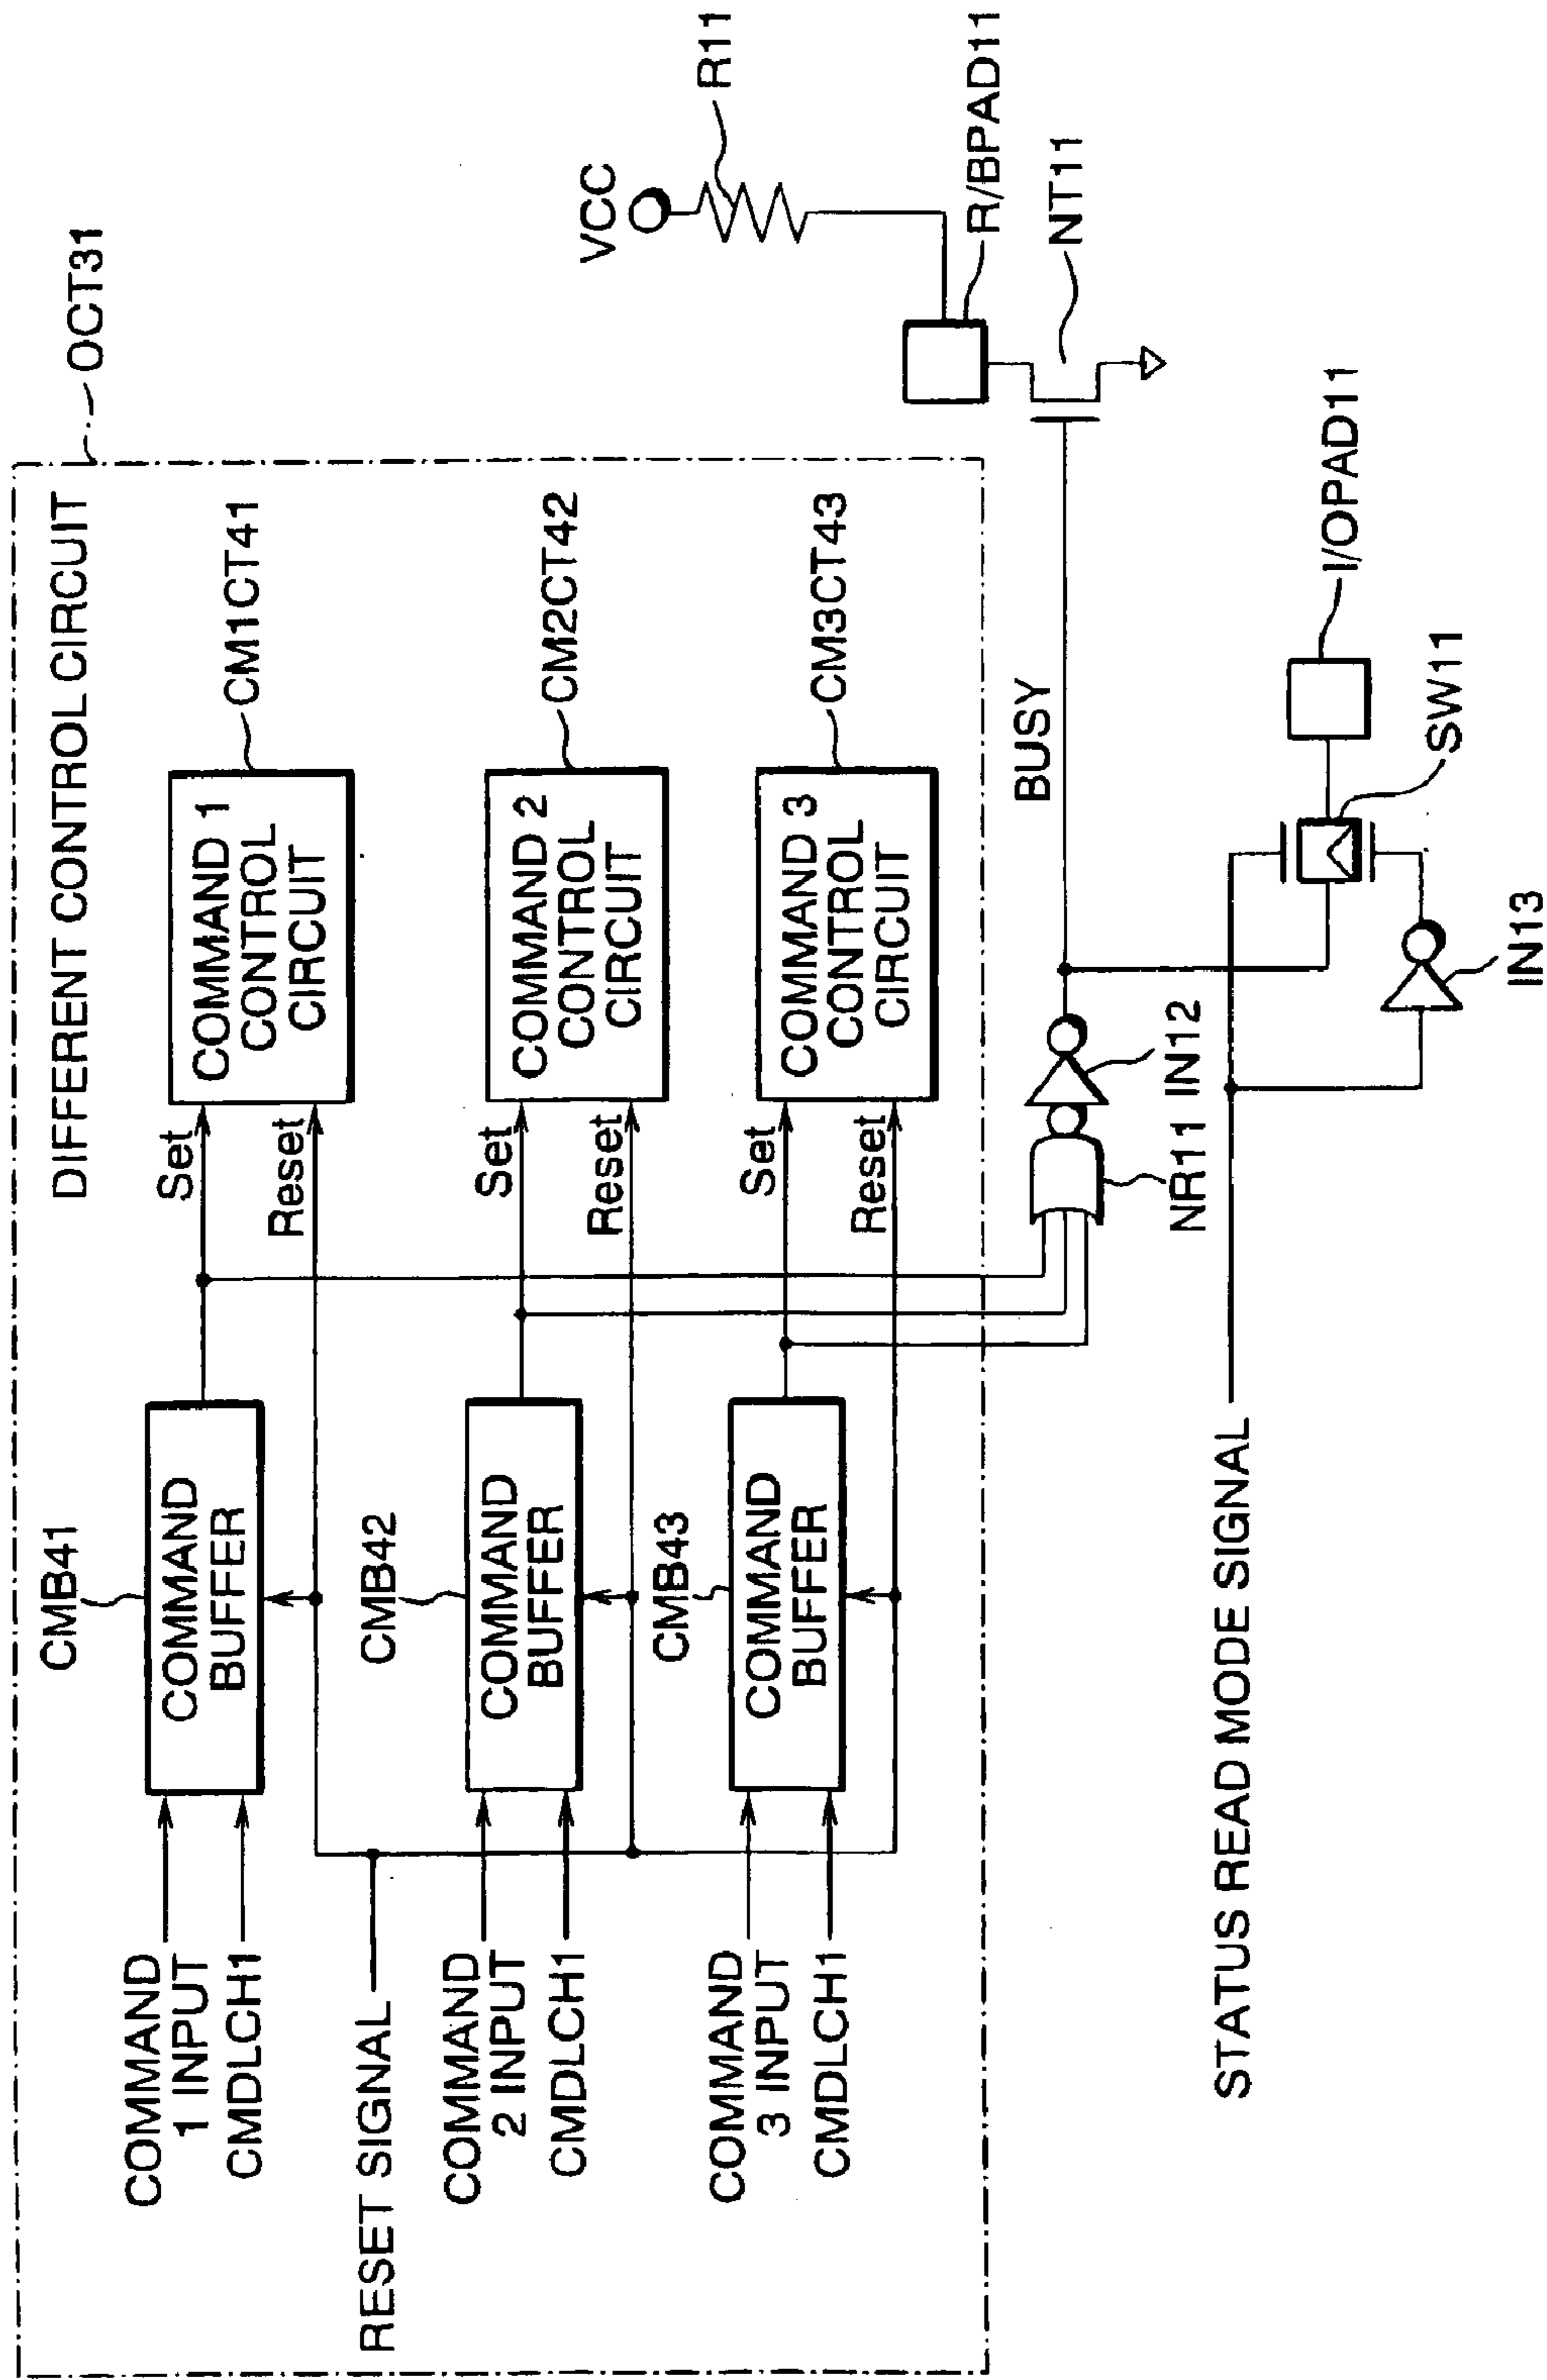 DIFFERENT CONTROL CIRCUIT
OCT31
CMB41
COMMAND
1 INPUT
CMDLCH1
COMMAND
BUFFER
Set
Reset
COMMAND 1
CONTROL
CIRCUIT
CM1CT41
RESET SIGNAL
CMB42
COMMAND
2 INPUT
CMDLCH1
COMMAND
BUFFER
Set
Reset
COMMAND 2
CONTROL
CIRCUIT
CM2CT42
CMB43
COMMAND
3 INPUT
CMDLCH1
COMMAND
BUFFER
Set
Reset
COMMAND 3
CONTROL
CIRCUIT
CM3CT43
VCC
R11
R/BPAD11
NT11
BUSY
NR11
IN12
STATUS READ MODE SIGNAL
I/OPAD11
SW11
IN13